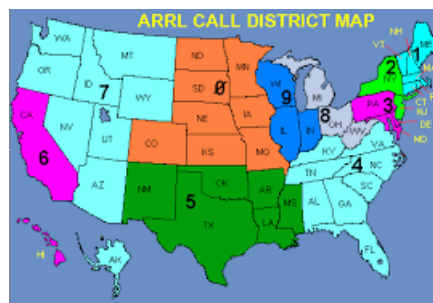 ARRL CALL DISTRICT MAP
NH
WA
MT
ND
MN
VT
ME
1
OR
ID
SD
0
WI
MI
2
NY
MA
7
WY
9
CT
NJ
DE
MD
CA
NV
UT
CO
NE
IA
IL
IN
OH
8
WV
PA
3
6
KS
MO
KY
VA
AZ
NM
OK
AR
TN
4
NC
SC
5
TX
LA
MS
AL
GA
FL
HI
AK